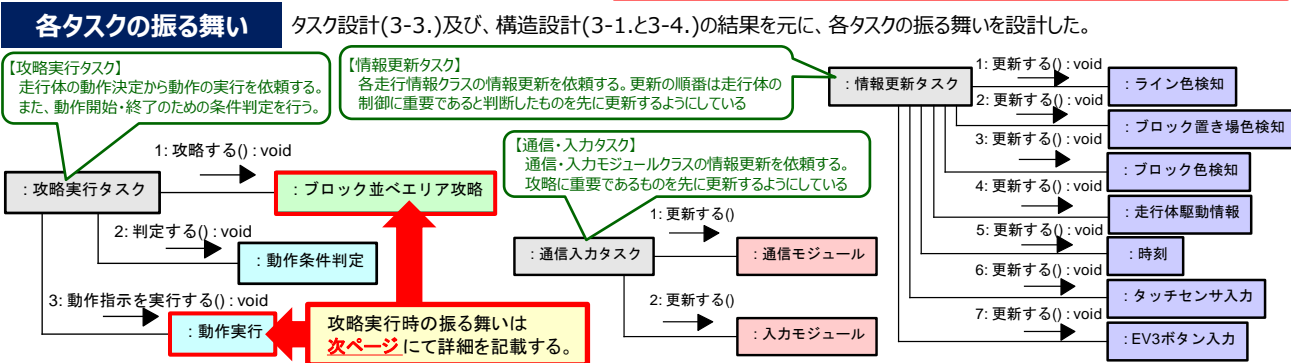 各タスクの振る舞い
タスク設計(3-3.)及び、構造設計(3-1.と3-4.)の結果を元に、各タスクの振る舞いを設計した。
【攻略実行タスク】
走行体の動作決定から動作の実行を依頼する。
また、動作開始・終了のための条件判定を行う。
1: 攻略する() : void
: 攻略実行タスク
: ブロック並べエリア攻略
2: 判定する() : void
: 動作条件判定
3: 動作指示を実行する() : void
: 動作実行
攻略実行時の振る舞いは
次ページにて詳細を記載する。
【情報更新タスク】
各走行情報クラスの情報更新を依頼する。更新の順番は走行体の
制御に重要であると判断したものを先に更新するようにしている
【通信・入力タスク】
通信・入力モジュールクラスの情報更新を依頼する。
攻略に重要であるものを先に更新するようにしている
1: 更新する()
: 通信入力タスク
: 通信モジュール
2: 更新する()
: 入力モジュール
: 情報更新タスク
1: 更新する() : void
: ライン色検知
2: 更新する() : void
: ブロック置き場色検知
3: 更新する() : void
: ブロック色検知
4: 更新する() : void
: 走行体駆動情報
5: 更新する() : void
: 時刻
6: 更新する() : void
: タッチセンサ入力
7: 更新する() : void
: EV3ボタン入力